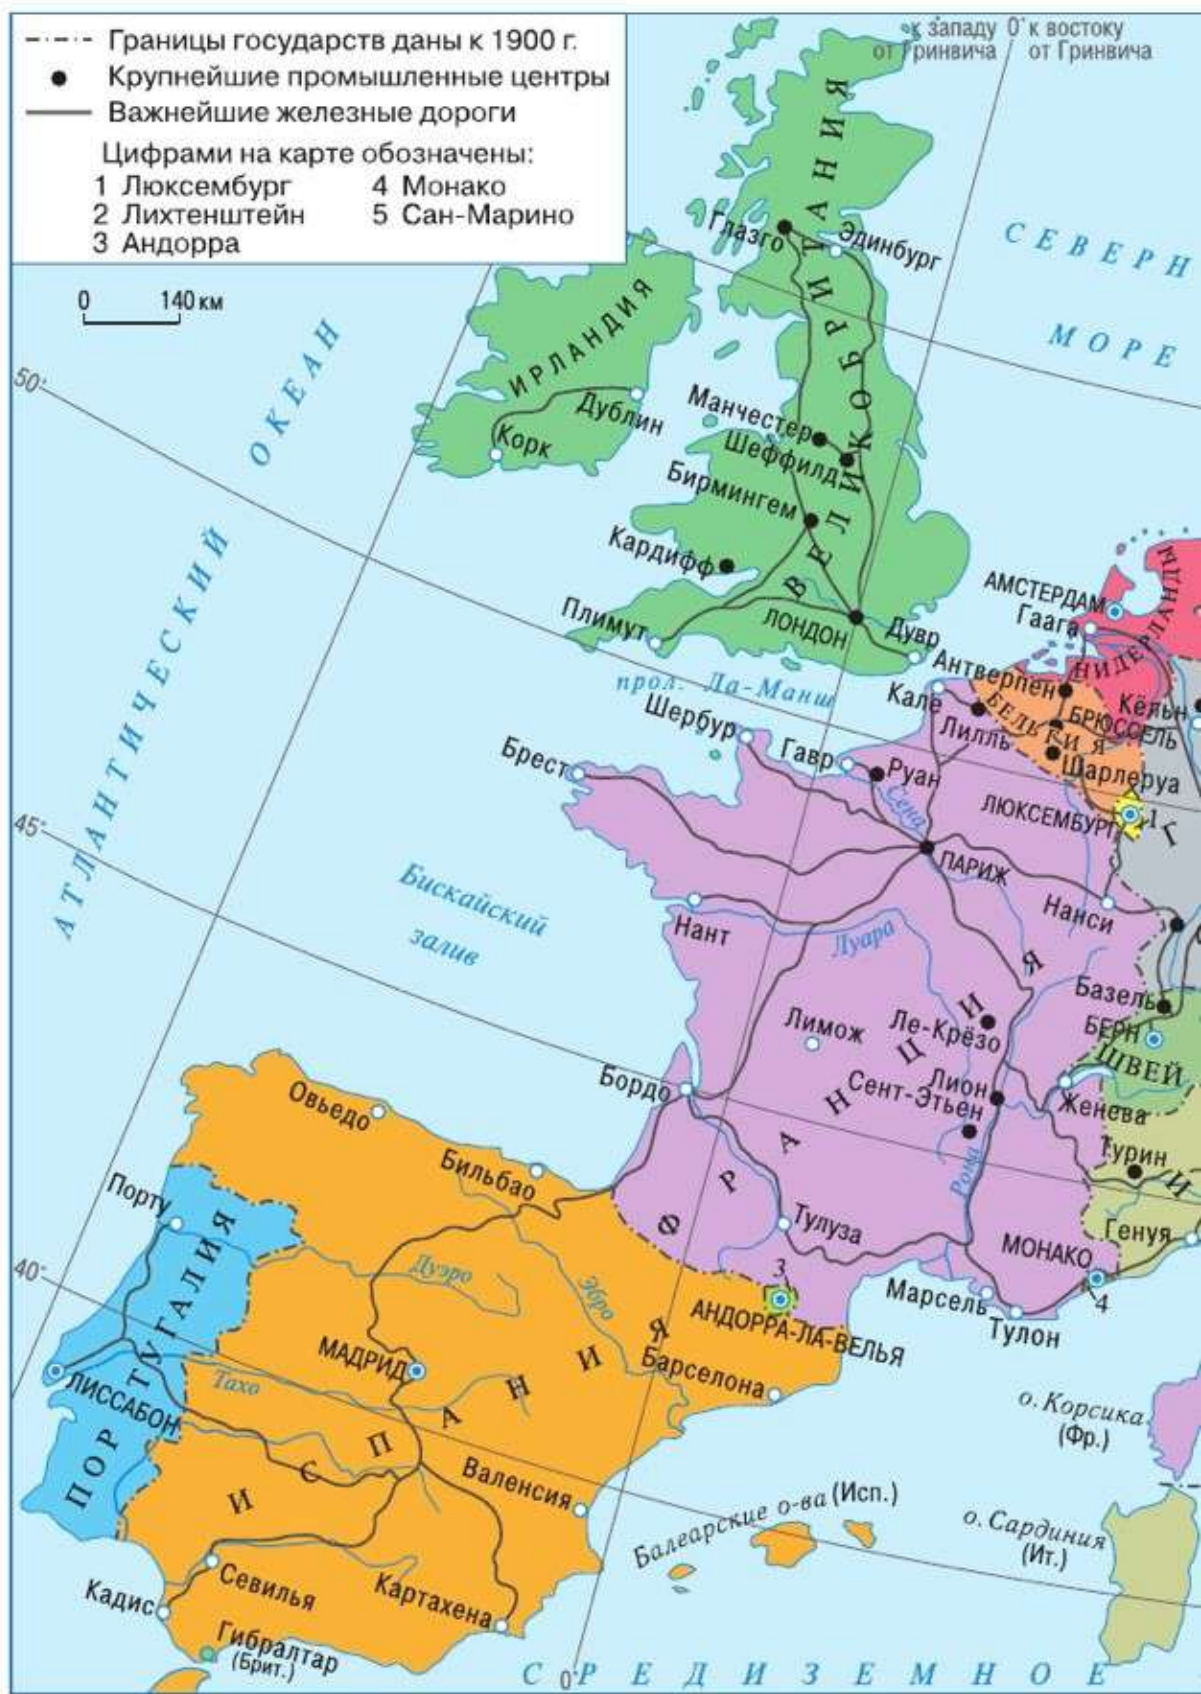 Границы государств даны к 1900 г.
Крупнейшие промышленные центры
Важнейшие железные дороги
Цифрами на карте обозначены:
1 Люксембург
2 Лихтенштейн
3 Андорра
4 Монако
5 Сан-Марино
0 140 км
к западу 0° к востоку
от Гринвича от Гринвича
СЕВЕРН
МОРЕ
АТЛАНТИЧЕСКИЙ ОКЕАН
50°
45°
40°
ВЕЛИКОБРИТАНИЯ
Глазго
Эдинбург
ИРЛАНДИЯ
Дублин
Корк
Манчестер
Шеффилд
Бирмингем
Кардифф
Плимут
ЛОНДОН
Дувр
прол. Ла-Манш
АМСТЕРДАМ
Гаага
НИДЕРЛАНДЫ
Антверпен
БЕЛЬГИЯ
БРЮССЕЛЬ
Кёльн
Шарлеруа
ЛЮКСЕМБУРГ
1
Г
Кале
Лилль
Шербур
Гавр
Руан
Брест
Сена
ПАРИЖ
Нанси
Нант
Луара
Бискайский
залив
ФРАНЦИЯ
Лимож
Ле-Крёзо
Лион
Сент-Этьен
Рона
Бордо
Тулуза
Базель
БЕРН
ШВЕЙ
Женева
Турин
И
Генуя
МОНАКО
4
Марсель
Тулон
3
АНДОРРА-ЛА-ВЕЛЬЯ
Овьедо
Бильбао
Порту
ПОРТУГАЛИЯ
ЛИССАБОН
Дуэро
Эбро
Тахо
МАДРИД
ИСПАНИЯ
Барселона
Валенсия
Севилья
Кадис
Картахена
Гибралтар
(Брит.)
Балеарские о-ва (Исп.)
о. Корсика
(Фр.)
о. Сардиния
(Ит.)
0°
СРЕДИЗЕМНОЕ